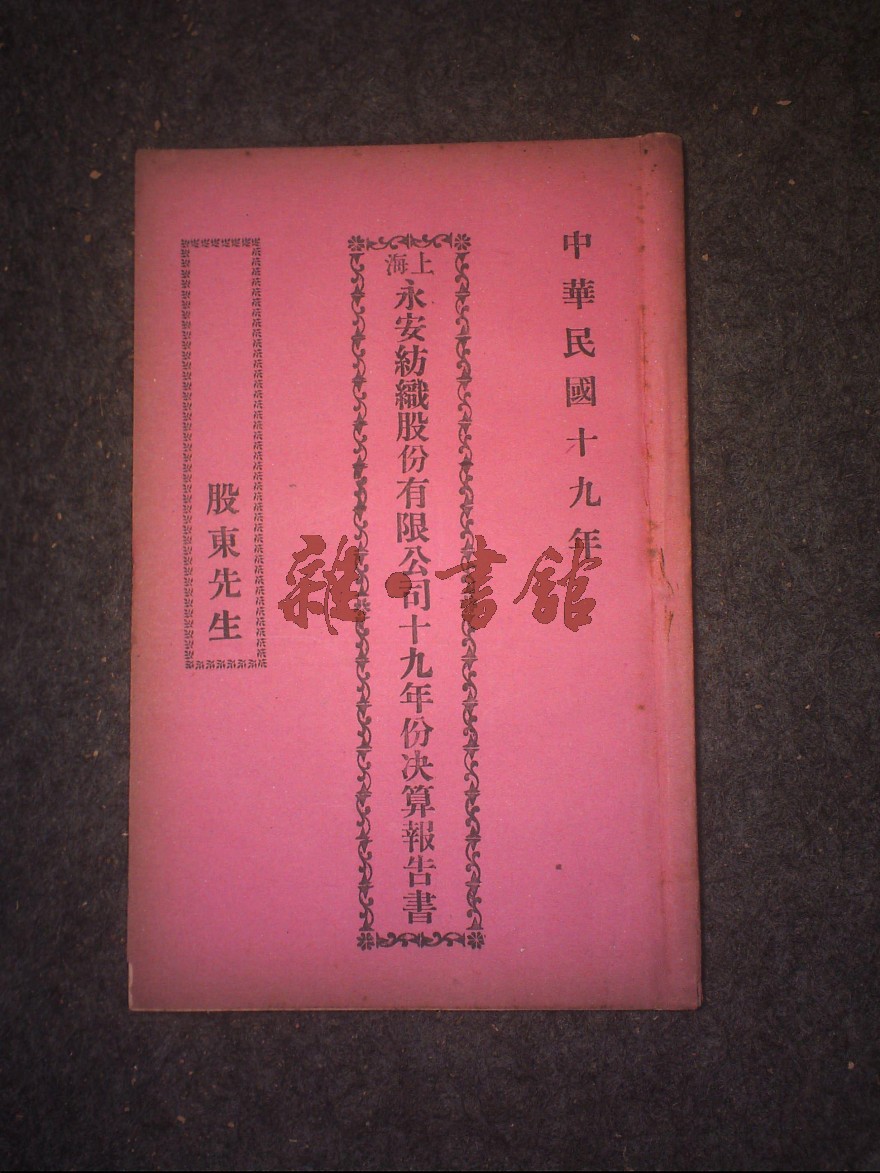 中華民國十九年
上海
永安紡織股份有限公司十九年份決算報告書
股東先生
雜·書館